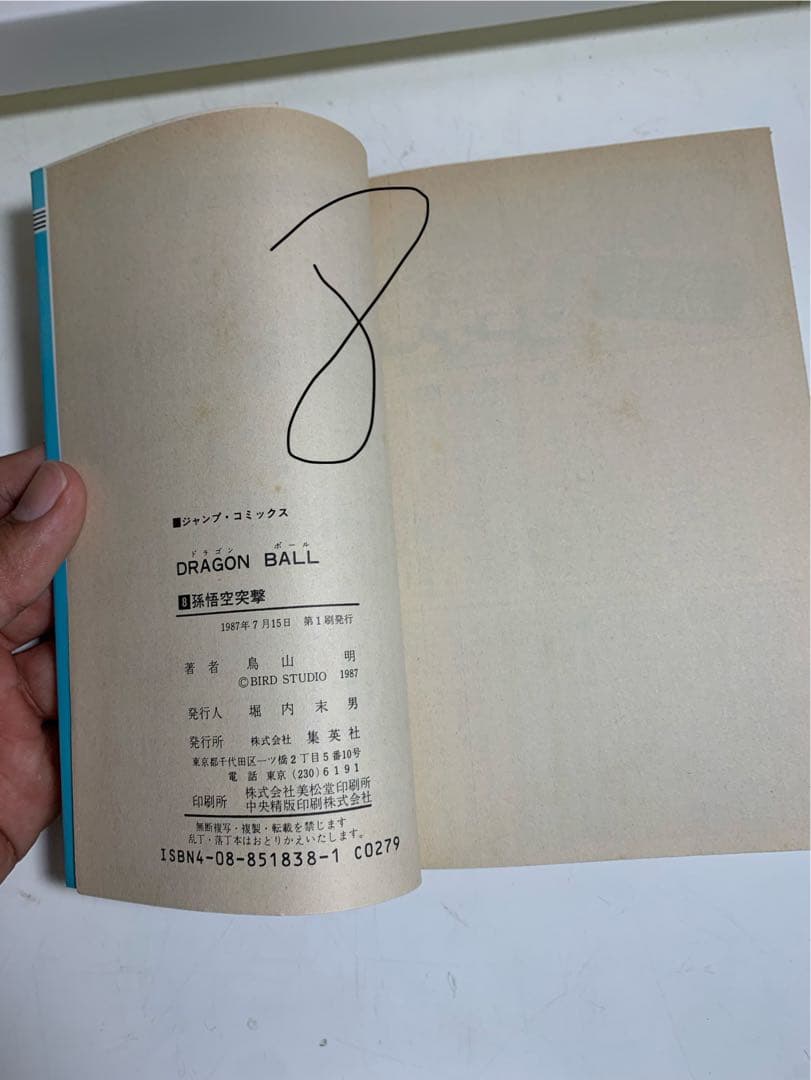 8
■ジャンプ・コミックス
ドラゴン ボール
DRAGON BALL
8孫悟空突撃
1987年7月15日 第1刷発行
著者 鳥山 明
©BIRD STUDIO 1987
発行人 堀内末男
発行所 株式会社 集英社
東京都千代田区一ツ橋2丁目5番10号
電話 東京(230)6191
印刷所 株式会社美松堂印刷所
中央精版印刷株式会社
無断複写・複製・転載を禁じます
乱丁・落丁本はおとりかえいたします。
ISBN4-08-851838-1 C0279